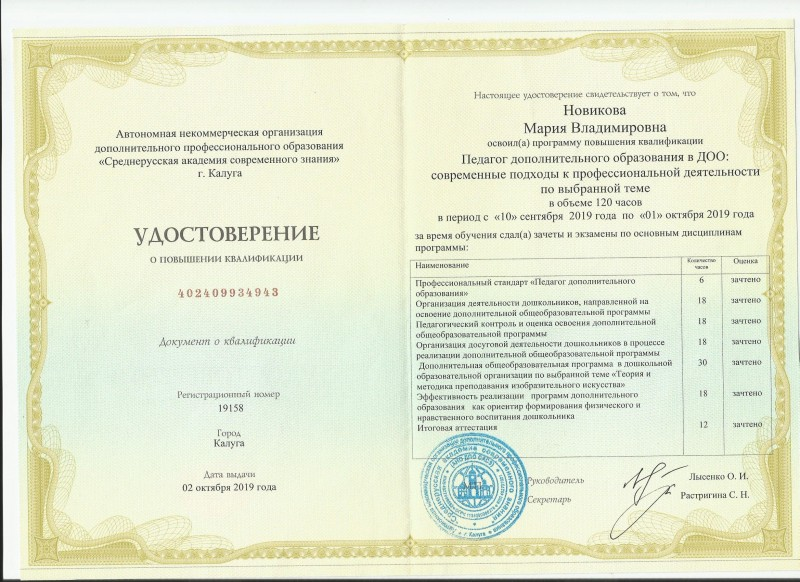 Автономная некоммерческая организация
дополнительного профессионального образования
«Среднерусская академия современного знания»
г. Калуга
УДОСТОВЕРЕНИЕ
О ПОВЫШЕНИИ КВАЛИФИКАЦИИ
402409934943
Документ о квалификации
Регистрационный номер
19158
Город
Калуга
Дата выдачи
02 октября 2019 года
Настоящее удостоверение свидетельствует о том, что
Новикова
Мария Владимировна
освоил(а) программу повышения квалификации
Педагог дополнительного образования в ДОО:
современные подходы к профессиональной деятельности
по выбранной теме
в объеме 120 часов
в период с «10» сентября 2019 года по «01» октября 2019 года
за время обучения сдал(а) зачеты и экзамены по основным дисциплинам
программы:
Наименование Количество часов Оценка
Профессиональный стандарт «Педагог дополнительного 6 зачтено
образования»
Организация деятельности дошкольников, направленной на 18 зачтено
освоение дополнительной общеобразовательной программы
Педагогический контроль и оценка освоения дополнительной 18 зачтено
общеобразовательной программы
Организация досуговой деятельности дошкольников в процессе 18 зачтено
реализации дополнительной общеобразовательной программы
Дополнительная общеобразовательная программа в дошкольной 30 зачтено
образовательной организации по выбранной теме «Теория и
методика преподавания изобразительного искусства»
Эффективность реализации программ дополнительного 18 зачтено
образования как ориентир формирования физического и
нравственного воспитания дошкольника
Итоговая аттестация 12 зачтено
Руководитель Лысенко О. И.
Секретарь Растригина С. Н.